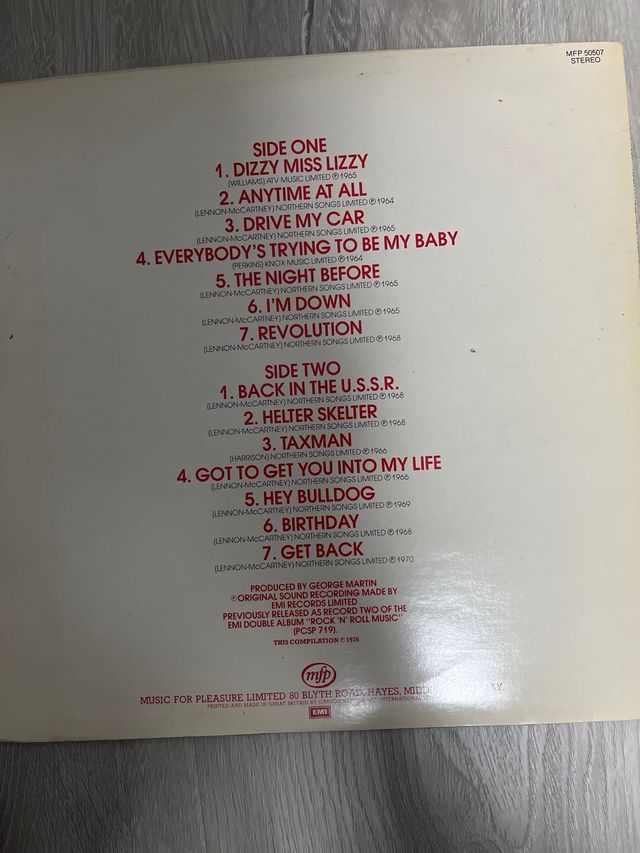 MFP 50507
STEREO
SIDE ONE
1. DIZZY MISS LIZZY
(WILLIAMS) ATV MUSIC LIMITED ℗ 1965
2. ANYTIME AT ALL
(LENNON-McCARTNEY) NORTHERN SONGS LIMITED ℗ 1964
3. DRIVE MY CAR
(LENNON-McCARTNEY) NORTHERN SONGS LIMITED ℗ 1965
4. EVERYBODY'S TRYING TO BE MY BABY
(PERKINS) KNOX MUSIC LIMITED ℗ 1964
5. THE NIGHT BEFORE
(LENNON-McCARTNEY) NORTHERN SONGS LIMITED ℗ 1965
6. I'M DOWN
(LENNON-McCARTNEY) NORTHERN SONGS LIMITED ℗ 1965
7. REVOLUTION
(LENNON-McCARTNEY) NORTHERN SONGS LIMITED ℗ 1968
SIDE TWO
1. BACK IN THE U.S.S.R.
(LENNON-McCARTNEY) NORTHERN SONGS LIMITED ℗ 1968
2. HELTER SKELTER
(LENNON-McCARTNEY) NORTHERN SONGS LIMITED ℗ 1968
3. TAXMAN
(HARRISON) NORTHERN SONGS LIMITED ℗ 1966
4. GOT TO GET YOU INTO MY LIFE
(LENNON-McCARTNEY) NORTHERN SONGS LIMITED ℗ 1966
5. HEY BULLDOG
(LENNON-McCARTNEY) NORTHERN SONGS LIMITED ℗ 1969
6. BIRTHDAY
(LENNON-McCARTNEY) NORTHERN SONGS LIMITED ℗ 1968
7. GET BACK
(LENNON-McCARTNEY) NORTHERN SONGS LIMITED ℗ 1970
PRODUCED BY GEORGE MARTIN
℗ ORIGINAL SOUND RECORDING MADE BY
EMI RECORDS LIMITED
PREVIOUSLY RELEASED AS RECORD TWO OF THE
EMI DOUBLE ALBUM "ROCK 'N' ROLL MUSIC"
(PCSP 719).
THIS COMPILATION ℗ 1976
mfp
MUSIC FOR PLEASURE LIMITED 80 BLYTH ROAD, HAYES,
PRINTED AND MADE IN GREAT BRITAIN BY
EMI